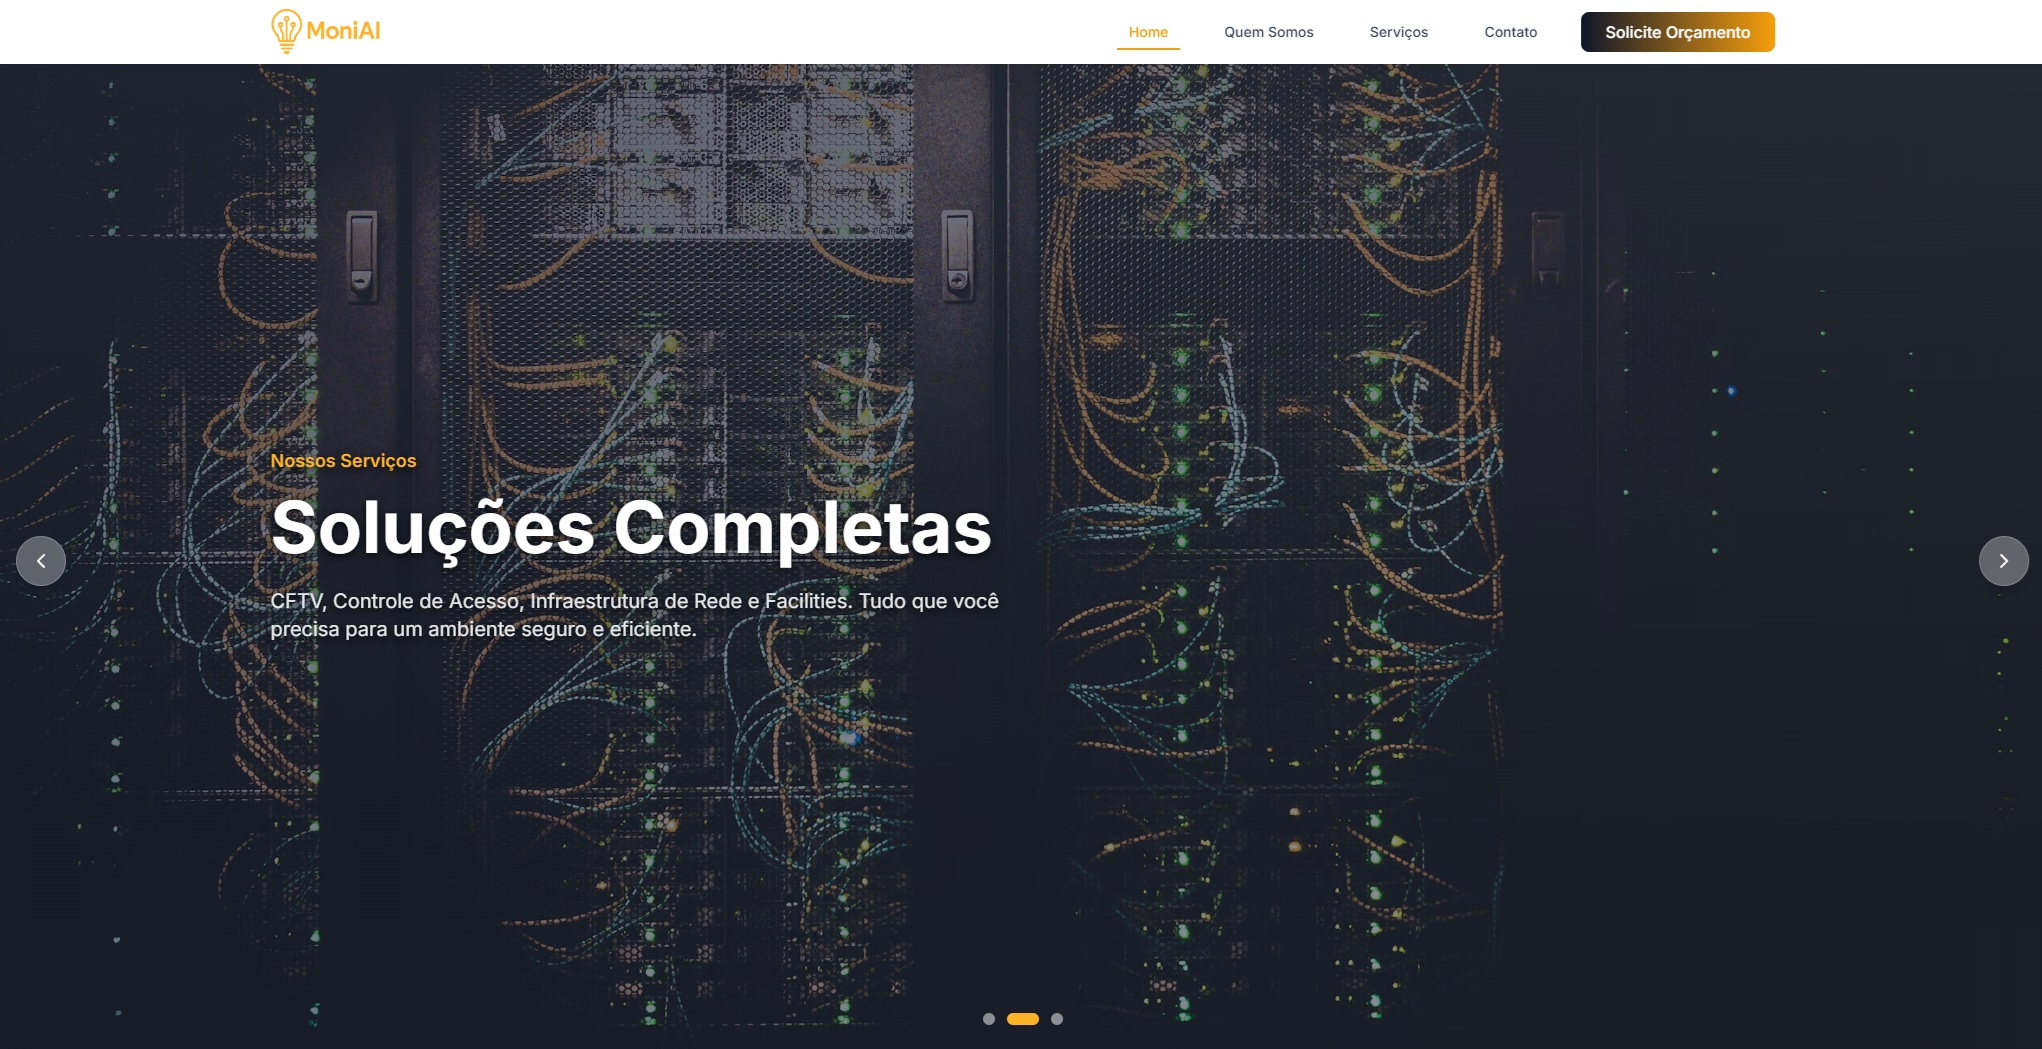 MoniAI
Home
Quem Somos
Serviços
Contato
Solicite Orçamento
Nossos Serviços
Soluções Completas
CFTV, Controle de Acesso, Infraestrutura de Rede e Facilities. Tudo que você
precisa para um ambiente seguro e eficiente.